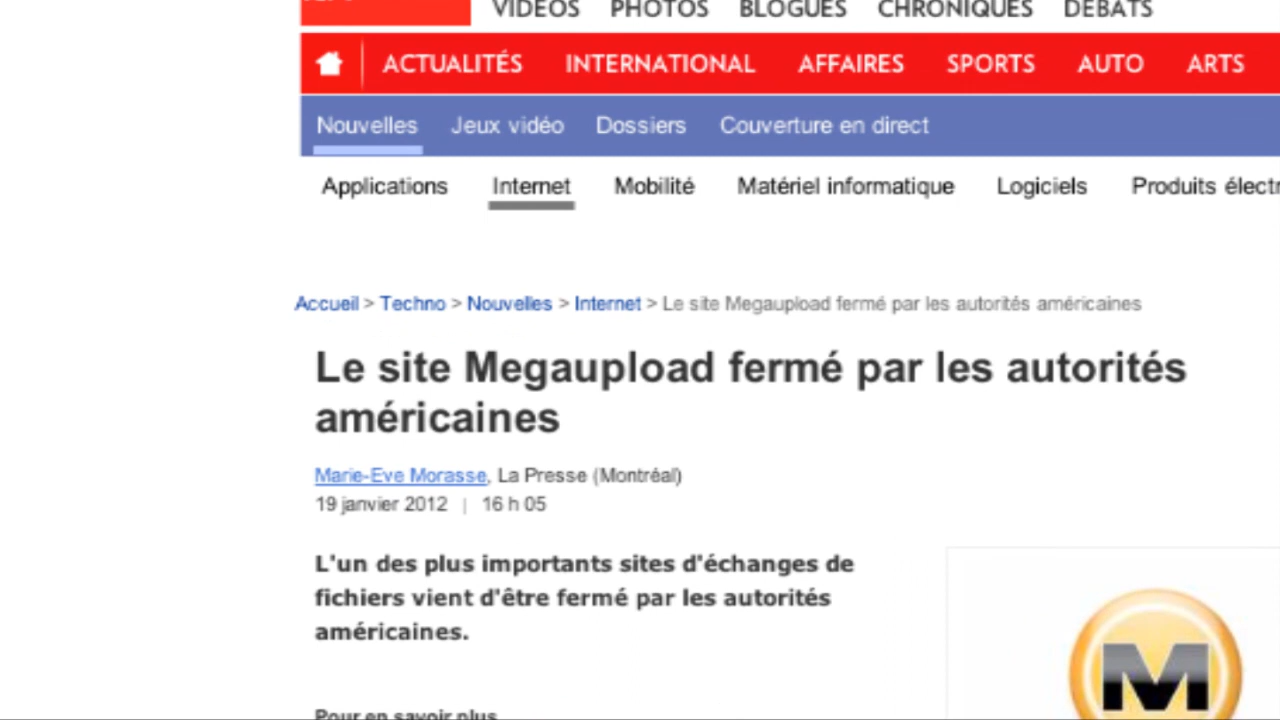 VIDÉOS PHOTOS BLOGUES CHRONIQUES DÉBATS
ACTUALITÉS INTERNATIONAL AFFAIRES SPORTS AUTO ARTS
Nouvelles Jeux vidéo Dossiers Couverture en direct
Applications Internet Mobilité Matériel informatique Logiciels Produits électr
Accueil > Techno > Nouvelles > Internet > Le site Megaupload fermé par les autorités américaines
Le site Megaupload fermé par les autorités
américaines
Marie-Eve Morasse, La Presse (Montréal)
19 janvier 2012 | 16 h 05
L'un des plus importants sites d'échanges de
fichiers vient d'être fermé par les autorités
américaines.
M
Pour en savoir plus